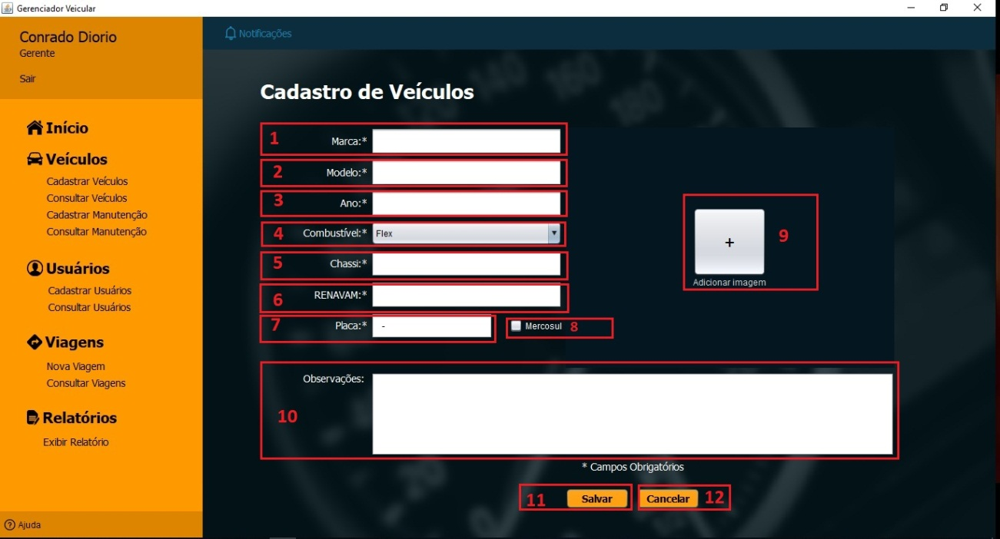 Gerenciador Veicular
Conrado Diorio
Gerente
Sair
Início
Veículos
Cadastrar Veículos
Consultar Veículos
Cadastrar Manutenção
Consultar Manutenção
Usuários
Cadastrar Usuários
Consultar Usuários
Viagens
Nova Viagem
Consultar Viagens
Relatórios
Exibir Relatório
? Ajuda
Notificações
Cadastro de Veículos
1 Marca:*
2 Modelo:*
3 Ano:*
4 Combustível:* Flex
5 Chassi:*
6 RENAVAM:*
7 Placa:* -
Mercosul 8
+ 9
Adicionar imagem
Observações:
10
* Campos Obrigatórios
11 Salvar
Cancelar 12
140
160
180